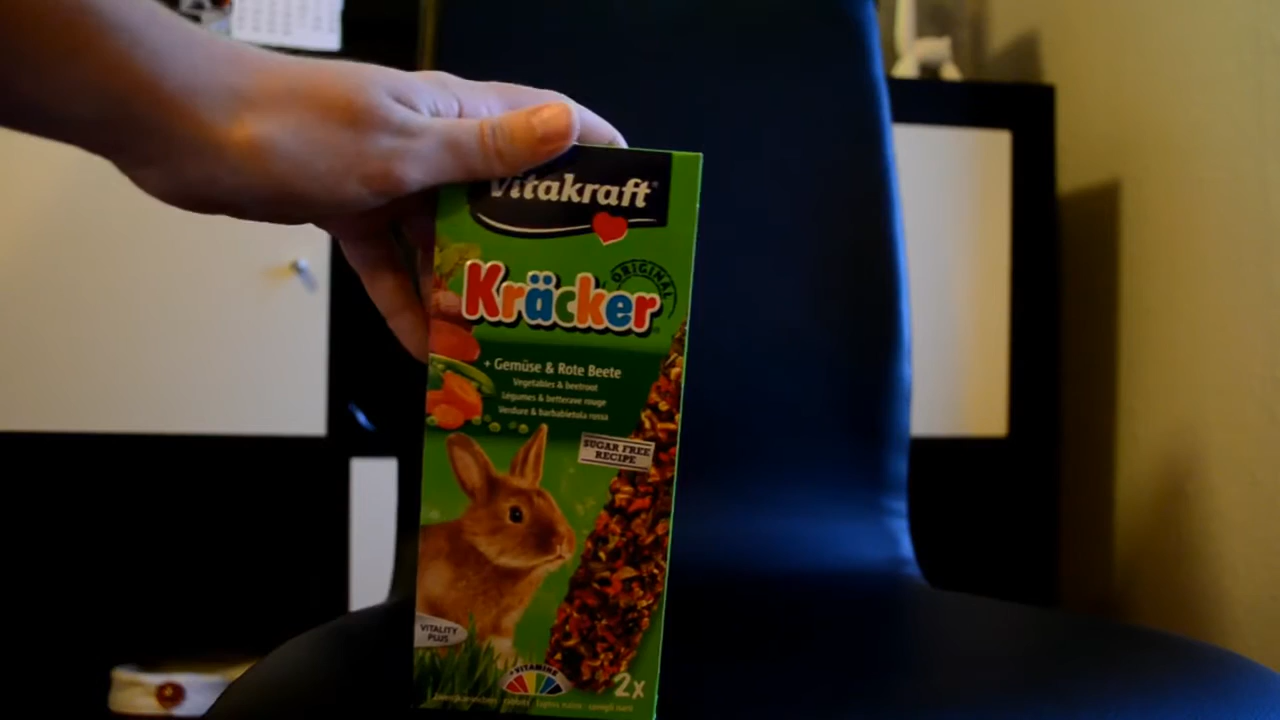 Vitakraft
ORIGINAL
Kräcker
+ Gemüse & Rote Beete
Vegetables & beetroot
Légumes & betterave rouge
Verdure & barbabietola rossa
SUGAR FREE
RECIPE
VITALITY
PLUS
+ VITAMINE
2x